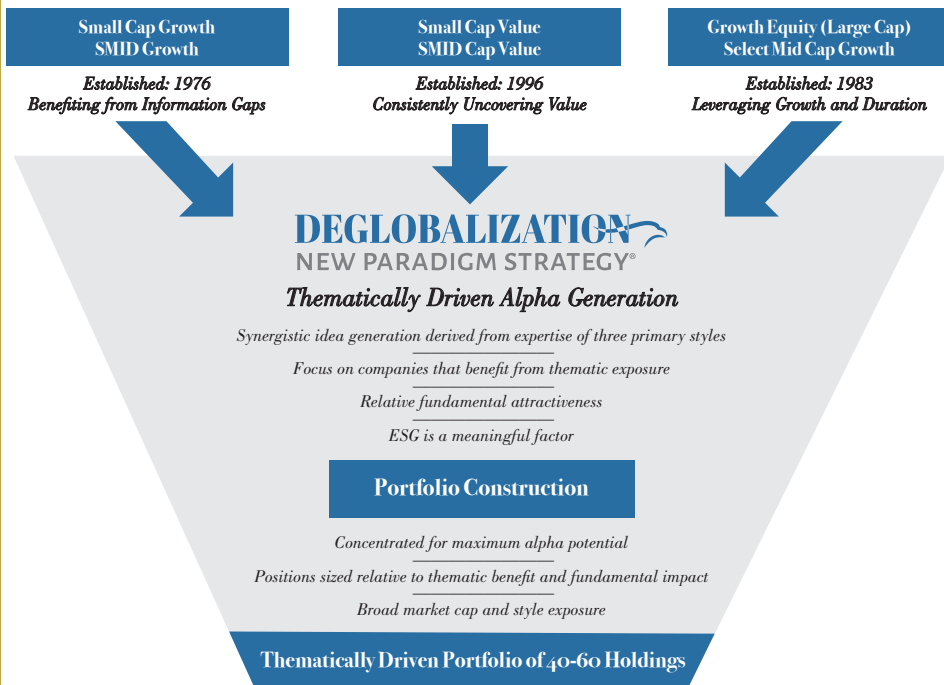 Small Cap Growth
SMID Growth
Established: 1976
Benefiting from Information Gaps
Small Cap Value
SMID Cap Value
Established: 1996
Consistently Uncovering Value
Growth Equity (Large Cap)
Select Mid Cap Growth
Established: 1983
Leveraging Growth and Duration
DEGLOBALIZATION
NEW PARADIGM STRATEGY®
Thematically Driven Alpha Generation
Synergistic idea generation derived from expertise of three primary styles
Focus on companies that benefit from thematic exposure
Relative fundamental attractiveness
ESG is a meaningful factor
Portfolio Construction
Concentrated for maximum alpha potential
Positions sized relative to thematic benefit and fundamental impact
Broad market cap and style exposure
Thematically Driven Portfolio of 40-60 Holdings